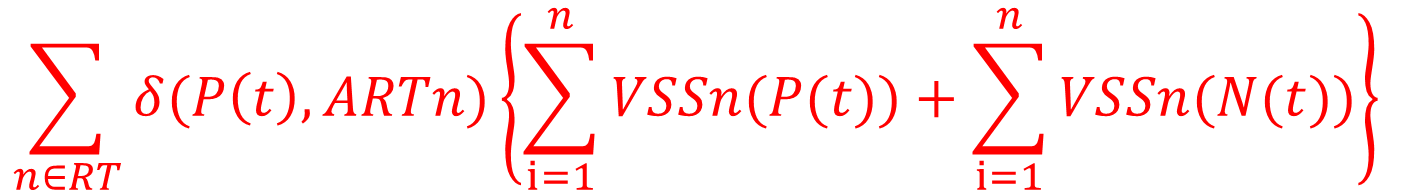 ∑_{n∈RT} δ(P(t), ARTn) {∑_{i=1}^{n} VSSn(P(t)) + ∑_{i=1}^{n} VSSn(N(t))}